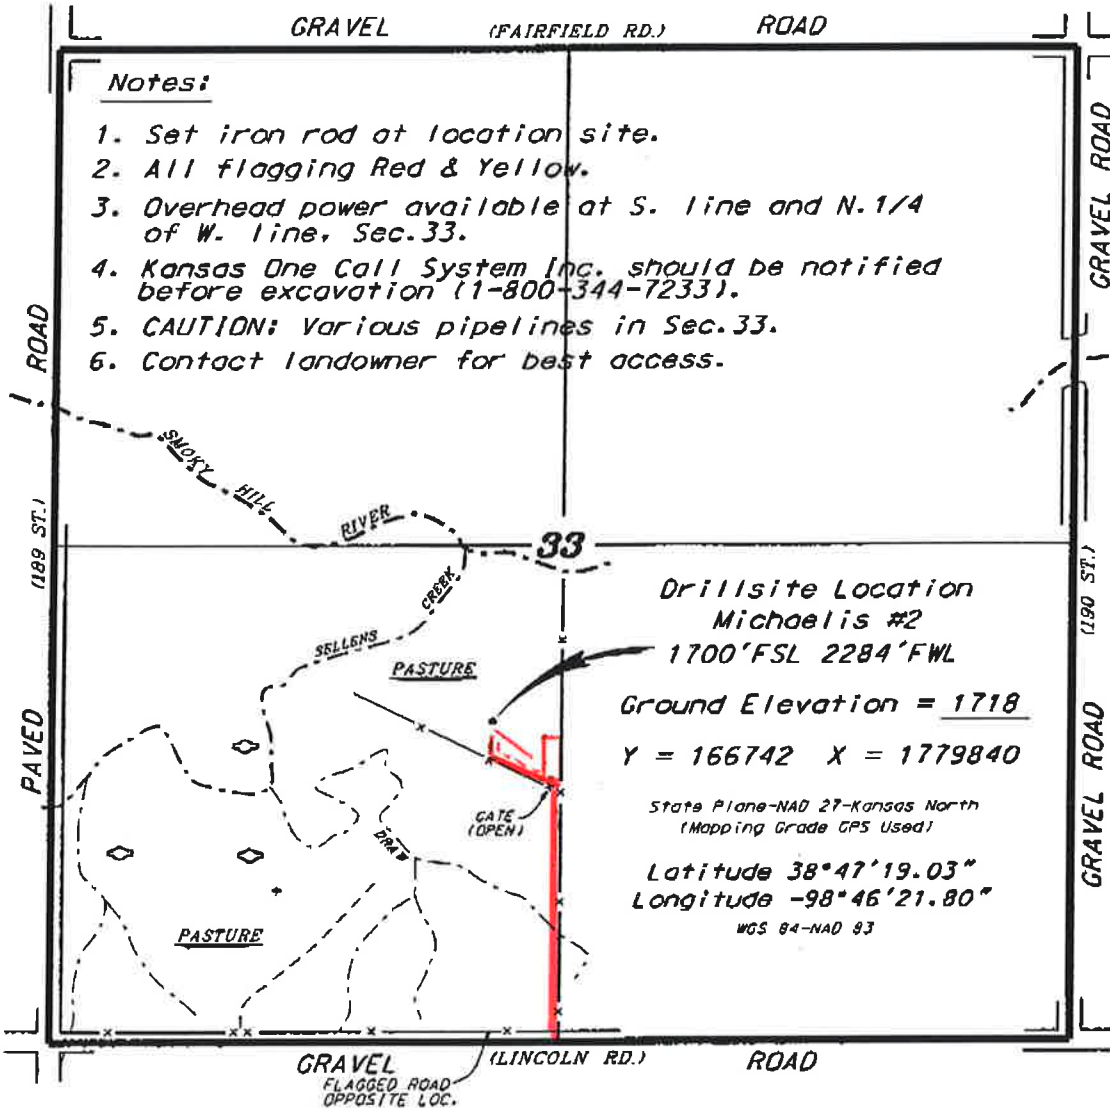 GRAVEL (FAIRFIELD RD.) ROAD
Notes:
1. Set iron rod at location site.
2. All flagging Red & Yellow.
3. Overhead power available at S. line and N.1/4
of W. line, Sec.33.
4. Kansas One Call System Inc. should be notified
before excavation (1-800-344-7233).
5. CAUTION: Various pipelines in Sec.33.
6. Contact landowner for best access.
PAVED (189 ST.) ROAD
GRAVEL ROAD
(190 ST.)
GRAVEL ROAD
SMOKY HILL RIVER
33
SELLENS CREEK
PASTURE
Drillsite Location
Michaelis #2
1700'FSL 2284'FWL
Ground Elevation = 1718
Y = 166742 X = 1779840
State Plane-NAD 27-Kansas North
(Mapping Grade GPS Used)
Latitude 38°47'19.03"
Longitude -98°46'21.80"
WGS 84-NAD 83
GATE
(OPEN)
DRAW
PASTURE
GRAVEL (LINCOLN RD.) ROAD
FLAGGED ROAD
OPPOSITE LOC.